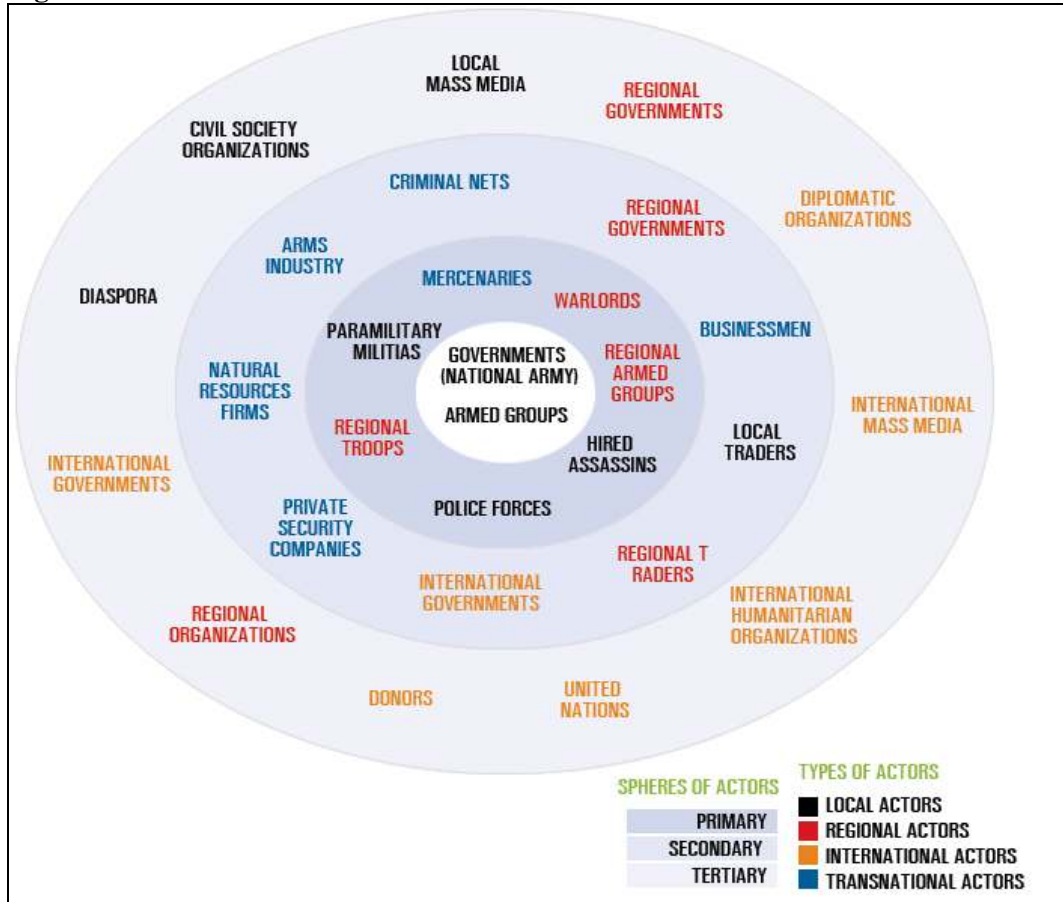 LOCAL
MASS MEDIA
REGIONAL
GOVERNMENTS
CIVIL SOCIETY
ORGANIZATIONS
CRIMINAL NETS
REGIONAL
GOVERNMENTS
DIPLOMATIC
ORGANIZATIONS
ARMS
INDUSTRY
MERCENARIES
WARLORDS
DIASPORA
PARAMILITARY
MILITIAS
GOVERNMENTS
(NATIONAL ARMY)
ARMED GROUPS
REGIONAL
ARMED
GROUPS
BUSINESSMEN
NATURAL
RESOURCES
FIRMS
REGIONAL
TROOPS
HIRED
ASSASSINS
LOCAL
TRADERS
INTERNATIONAL
MASS MEDIA
INTERNATIONAL
GOVERNMENTS
PRIVATE
SECURITY
COMPANIES
POLICE FORCES
REGIONAL T
RADERS
INTERNATIONAL
GOVERNMENTS
INTERNATIONAL
HUMANITARIAN
ORGANIZATIONS
REGIONAL
ORGANIZATIONS
DONORS
UNITED
NATIONS
SPHERES OF ACTORS
PRIMARY
SECONDARY
TERTIARY
TYPES OF ACTORS
LOCAL ACTORS
REGIONAL ACTORS
INTERNATIONAL ACTORS
TRANSNATIONAL ACTORS